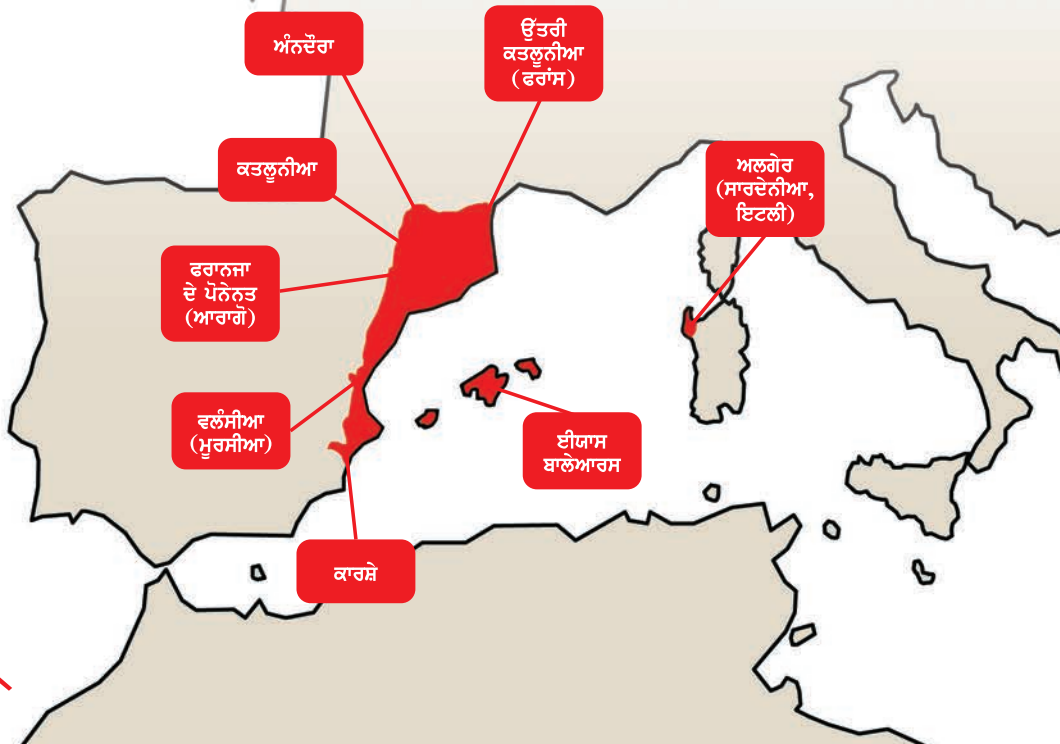 ਅੰਨਦੌਰਾ
ਉੱਤਰੀ
ਕਤਲੂਨੀਆ
(ਫਰਾਂਸ)
ਕਤਲੂਨੀਆ
ਅਲਗੇਰ
(ਸਾਰਦੇਨੀਆ,
ਇਟਲੀ)
ਫਰਾਨਜਾ
ਦੇ ਪੋਨੇਨਤ
(ਆਰਾਗੋ)
ਵਲੰਸੀਆ
(ਮੂਰਸੀਆ)
ਈਯਾਸ
ਬਾਲੇਆਰਸ
ਕਾਰਸ਼ੇ